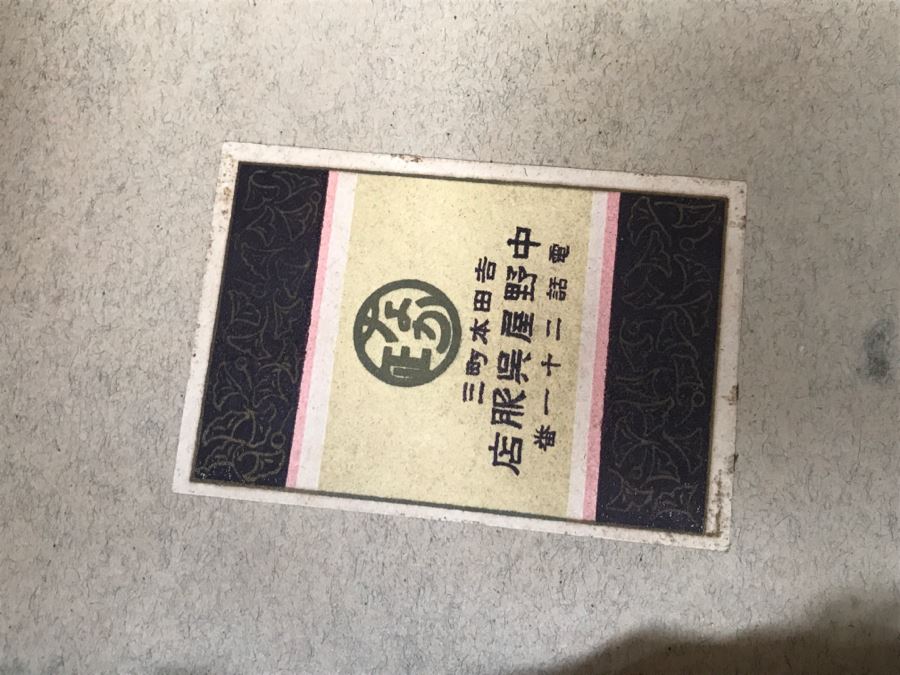 電話二十一番
中野屋呉服店
吉田本町三